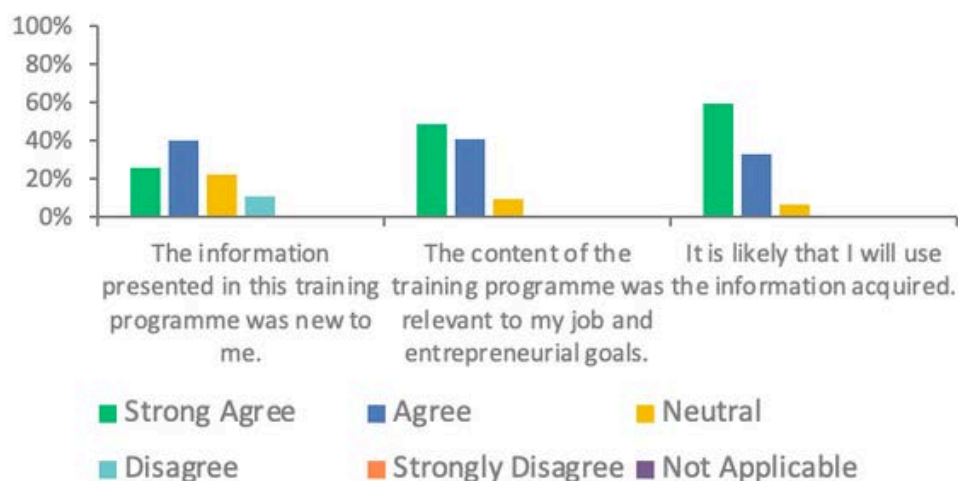 100%
80%
60%
40%
20%
0%
The information
presented in this training
programme was new to
me.
The content of the
training programme was
relevant to my job and
entrepreneurial goals.
It is likely that I will use
the information acquired.
Strong Agree
Agree
Neutral
Disagree
Strongly Disagree
Not Applicable